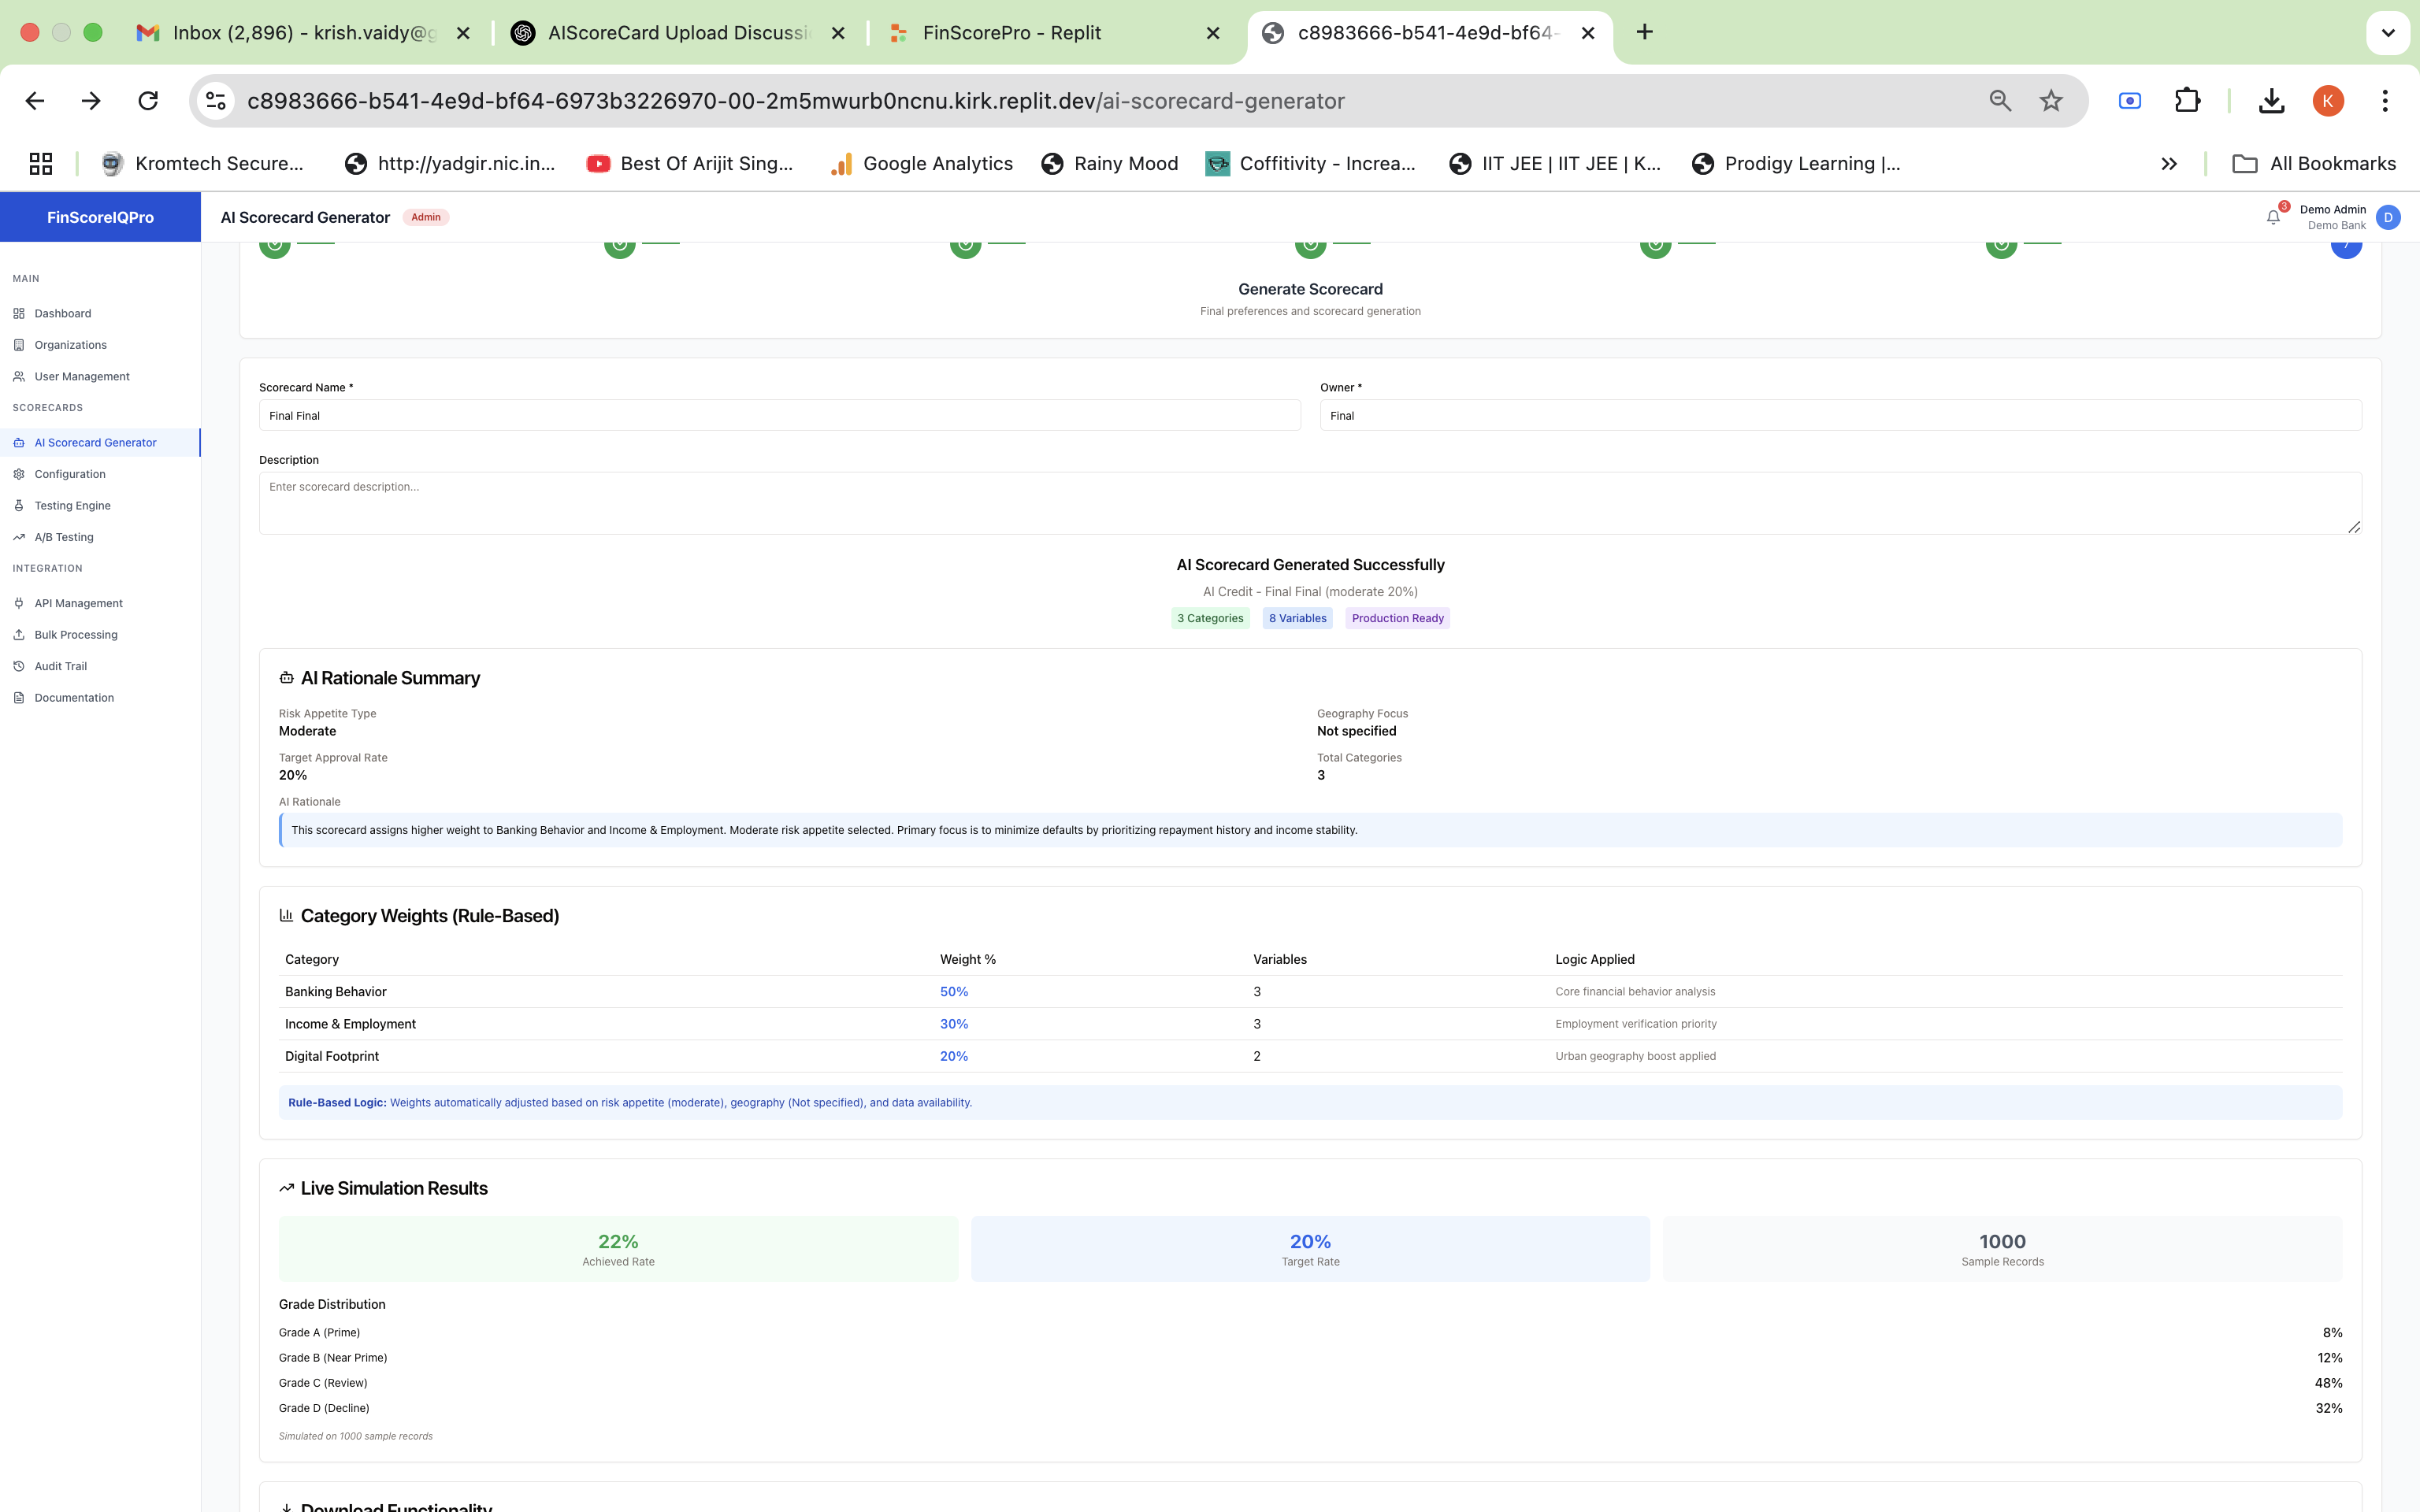 Inbox (2,896) - krish.vaidy@g
AIScoreCard Upload Discussi
FinScorePro - Replit
c8983666-b541-4e9d-bf64-
c8983666-b541-4e9d-bf64-6973b3226970-00-2m5mwurb0ncnu.kirk.replit.dev/ai-scorecard-generator
K
Kromtech Secure...
http://yadgir.nic.in...
Best Of Arijit Sing...
Google Analytics
Rainy Mood
Coffitivity - Increa...
IIT JEE | IIT JEE | K...
Prodigy Learning |...
All Bookmarks
FinScoreIQPro
AI Scorecard Generator
Admin
3
Demo Admin
Demo Bank
D
MAIN
Dashboard
Organizations
User Management
SCORECARDS
AI Scorecard Generator
Configuration
Testing Engine
A/B Testing
INTEGRATION
API Management
Bulk Processing
Audit Trail
Documentation
Generate Scorecard
Final preferences and scorecard generation
Scorecard Name *
Final Final
Owner *
Final
Description
Enter scorecard description...
AI Scorecard Generated Successfully
AI Credit - Final Final (moderate 20%)
3 Categories
8 Variables
Production Ready
AI Rationale Summary
Risk Appetite Type
Moderate
Geography Focus
Not specified
Target Approval Rate
20%
Total Categories
3
AI Rationale
This scorecard assigns higher weight to Banking Behavior and Income & Employment. Moderate risk appetite selected. Primary focus is to minimize defaults by prioritizing repayment history and income stability.
Category Weights (Rule-Based)
Category Weight % Variables Logic Applied
Banking Behavior 50% 3 Core financial behavior analysis
Income & Employment 30% 3 Employment verification priority
Digital Footprint 20% 2 Urban geography boost applied
Rule-Based Logic: Weights automatically adjusted based on risk appetite (moderate), geography (Not specified), and data availability.
Live Simulation Results
22%
Achieved Rate
20%
Target Rate
1000
Sample Records
Grade Distribution
Grade A (Prime) 8%
Grade B (Near Prime) 12%
Grade C (Review) 48%
Grade D (Decline) 32%
Simulated on 1000 sample records
Download Functionality